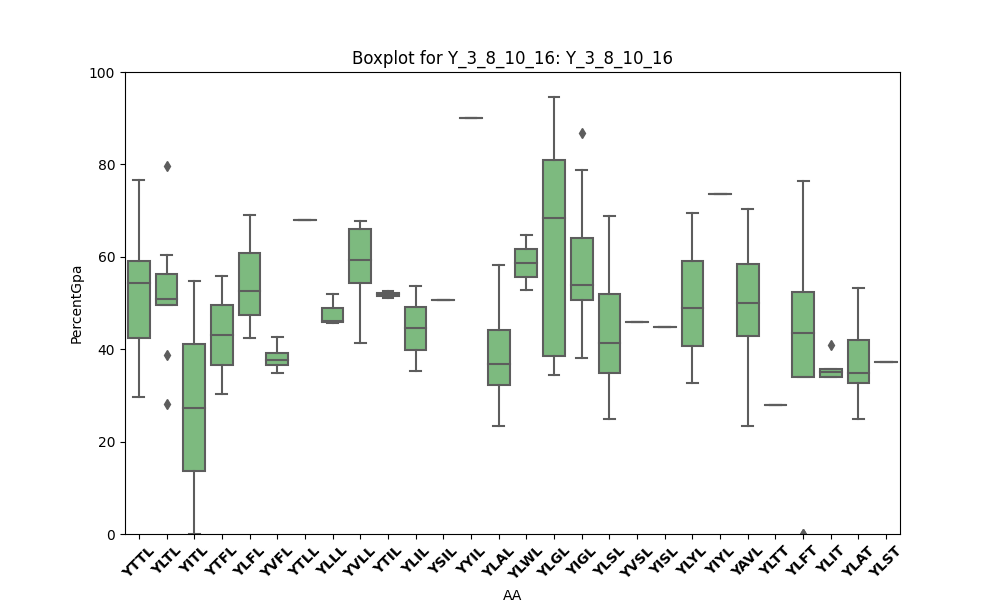 Boxplot for Y_3_8_10_16: Y_3_8_10_16
100
80
60
40
20
0
PercentGpa
YTTL YLTL YITL YTFL YLFL YVFL YTLL YLLL YVLL YTIL YLIL YSIL YYIL YLAL YLWL YLGL YIGL YLSL YVSL YISL YLYL YIYL YAVL YLTT YLFT YLIT YLAT YLST
AA